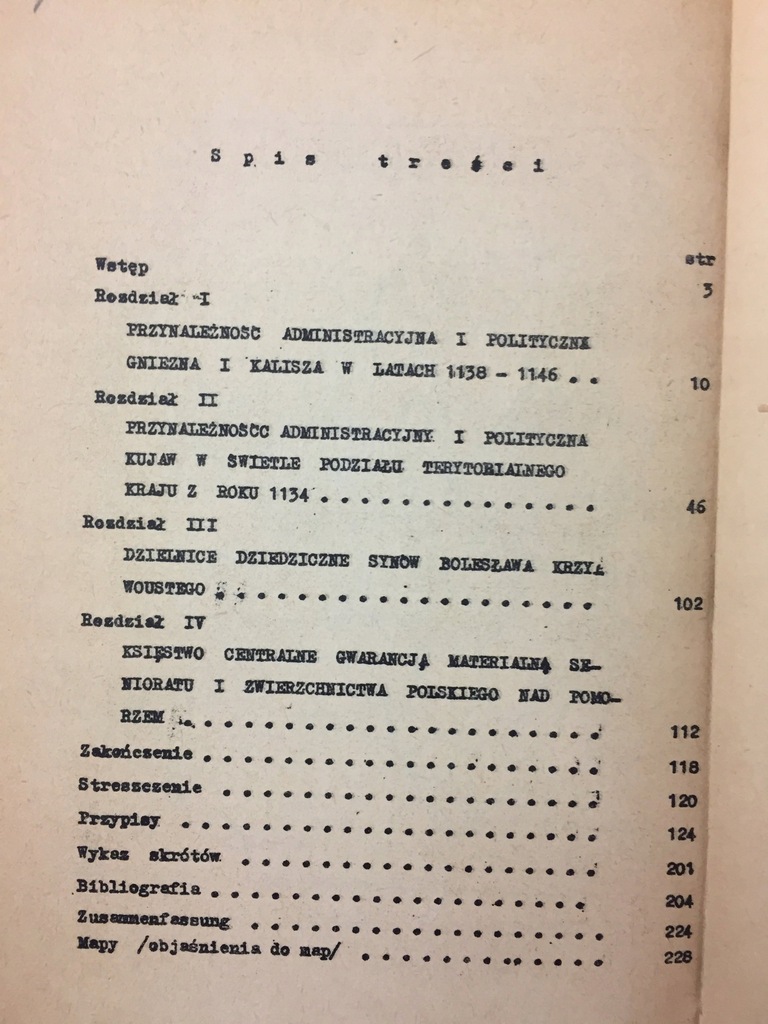 Spis treści
str
Wstęp 3
Rozdział I
PRZYNALEŻNOŚĆ ADMINISTRACYJNA I POLITYCZNA
GNIEZNA I KALISZA W LATACH 1138 - 1146 . . 10
Rozdział II
PRZYNALEŻNOŚCC ADMINISTRACYJNY I POLITYCZNA
KUJAW W ŚWIETLE PODZIAŁU TERYTORIALNEGO
KRAJU Z ROKU 1134 . . . . . . . . . . . . . . 46
Rozdział III
DZIELNICE DZIEDZICZNE SYNÓW BOLESŁAWA KRZY-
WOUSTEGO . . . . . . . . . . . . . . . . . . 102
Rozdział IV
KSIĘSTWO CENTRALNE GWARANCJĄ MATERIALNĄ SE-
NIORATU I ZWIERZCHNICTWA POLSKIEGO NAD POMO-
RZEM . . . . . . . . . . . . . . . . . . . . 112
Zakończenie . . . . . . . . . . . . . . . . . . 118
Streszczenie . . . . . . . . . . . . . . . . . 120
Przypisy . . . . . . . . . . . . . . . . . . . 124
Wykaz skrótów . . . . . . . . . . . . . . . . 201
Bibliografia . . . . . . . . . . . . . . . . . 204
Zusammenfassung . . . . . . . . . . . . . . . . 224
Mapy /objaśnienia do map/ . . . . . . . . . . . 228